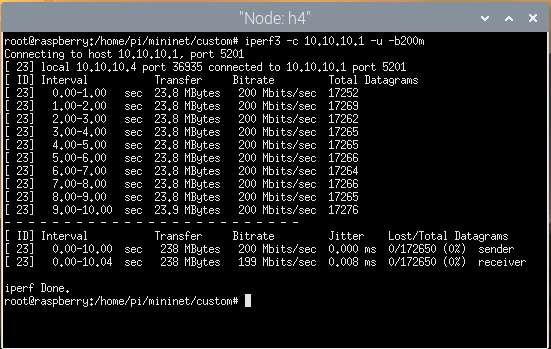 "Node: h4"
root@raspberry:/home/pi/mininet/custom# iperf3 -c 10.10.10.1 -u -b200m
Connecting to host 10.10.10.1, port 5201
[ 23] local 10.10.10.4 port 36935 connected to 10.10.10.1 port 5201
[ ID] Interval Transfer Bitrate Total Datagrams
[ 23] 0.00-1.00 sec 23.8 MBytes 200 Mbits/sec 17252
[ 23] 1.00-2.00 sec 23.8 MBytes 200 Mbits/sec 17269
[ 23] 2.00-3.00 sec 23.8 MBytes 200 Mbits/sec 17262
[ 23] 3.00-4.00 sec 23.8 MBytes 200 Mbits/sec 17265
[ 23] 4.00-5.00 sec 23.8 MBytes 200 Mbits/sec 17265
[ 23] 5.00-6.00 sec 23.8 MBytes 200 Mbits/sec 17266
[ 23] 6.00-7.00 sec 23.8 MBytes 200 Mbits/sec 17264
[ 23] 7.00-8.00 sec 23.8 MBytes 200 Mbits/sec 17266
[ 23] 8.00-9.00 sec 23.8 MBytes 200 Mbits/sec 17265
[ 23] 9.00-10.00 sec 23.9 MBytes 200 Mbits/sec 17276
- - - - - - - - - - - - - - - - - - - - - - - - -
[ ID] Interval Transfer Bitrate Jitter Lost/Total Datagrams
[ 23] 0.00-10.00 sec 238 MBytes 200 Mbits/sec 0.000 ms 0/172650 (0%) sender
[ 23] 0.00-10.04 sec 238 MBytes 199 Mbits/sec 0.008 ms 0/172650 (0%) receiver
iperf Done.
root@raspberry:/home/pi/mininet/custom#